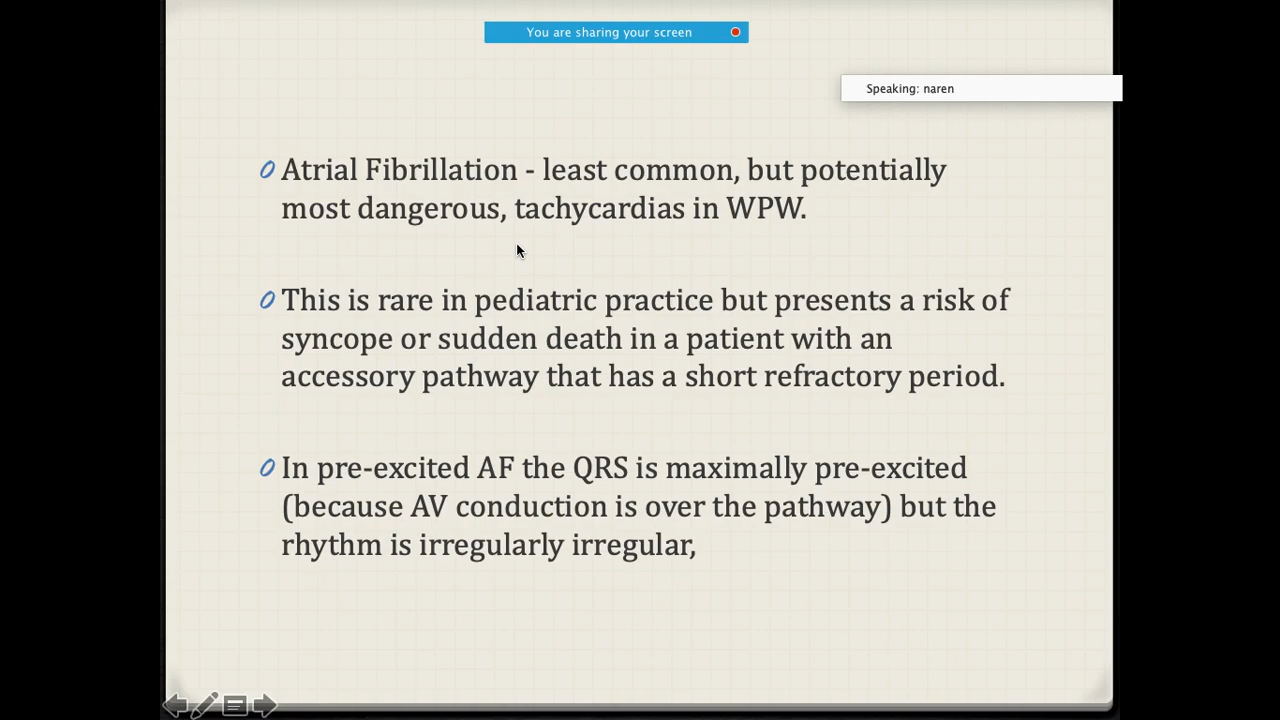 You are sharing your screen
Speaking: naren
Atrial Fibrillation - least common, but potentially
most dangerous, tachycardias in WPW.
This is rare in pediatric practice but presents a risk of
syncope or sudden death in a patient with an
accessory pathway that has a short refractory period.
In pre-excited AF the QRS is maximally pre-excited
(because AV conduction is over the pathway) but the
rhythm is irregularly irregular,